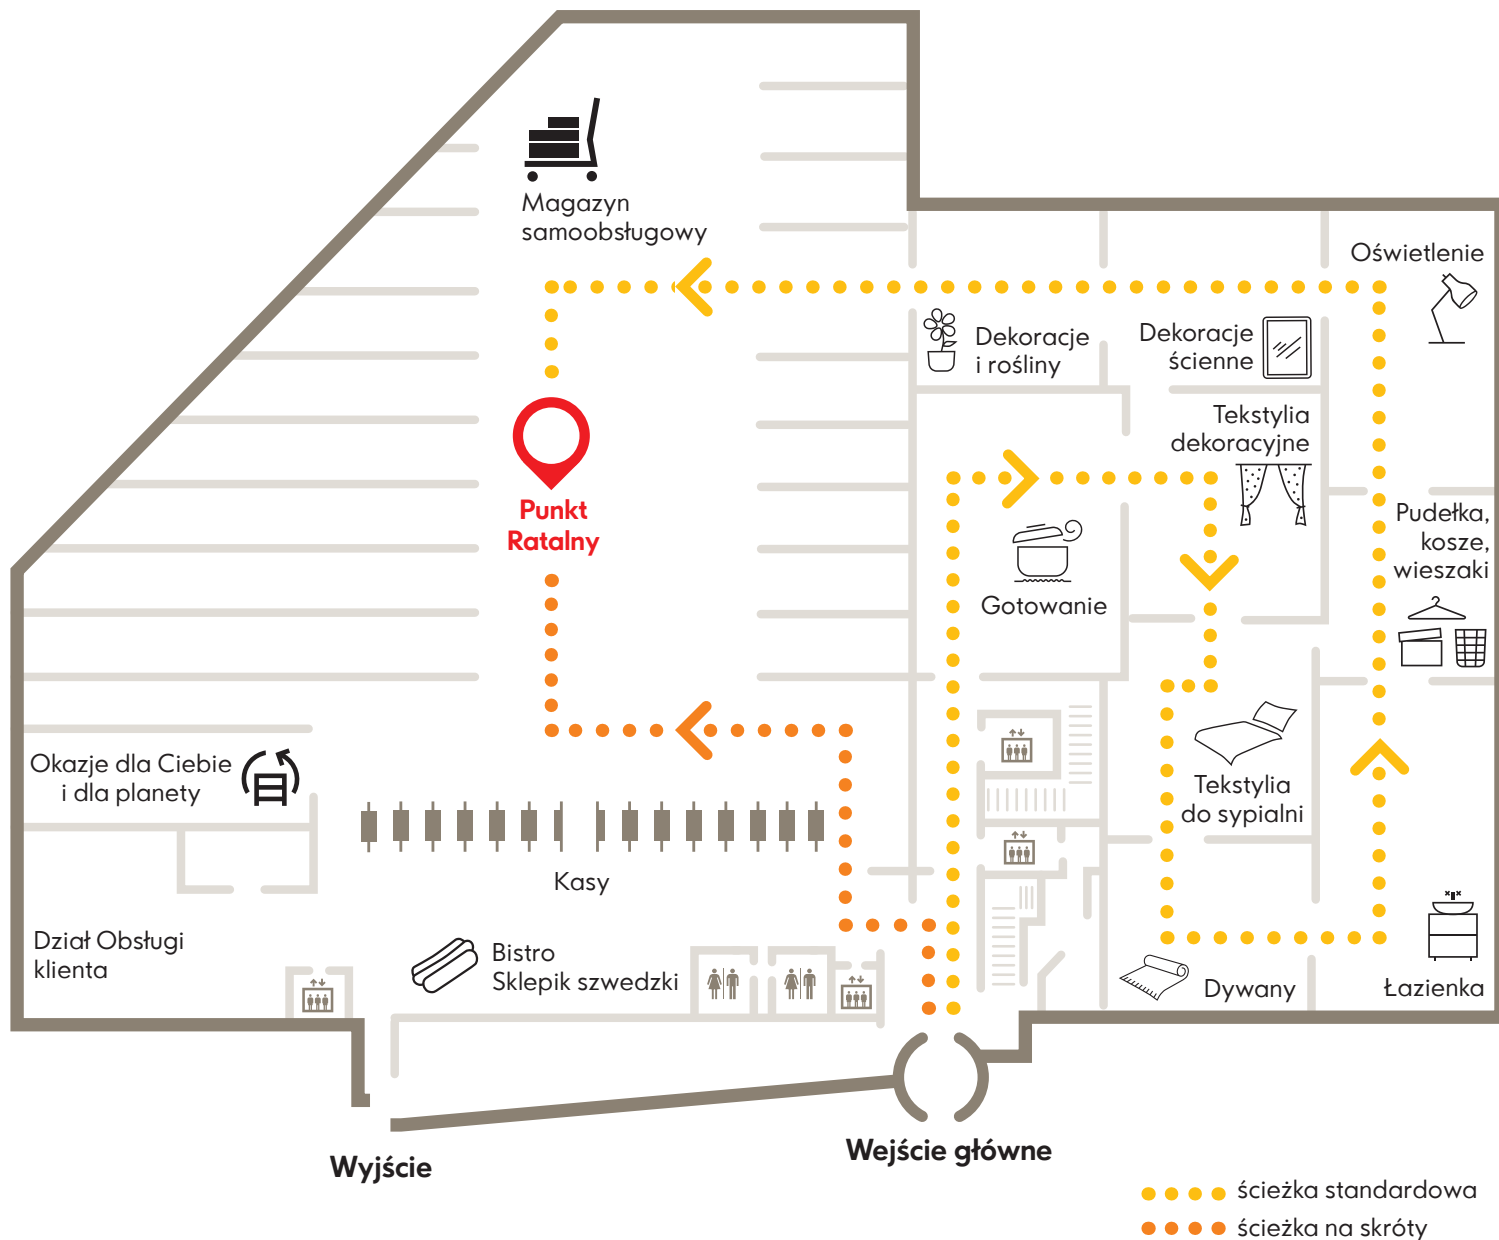 Magazyn
samoobsługowy
Oświetlenie
Dekoracje
i rośliny
Dekoracje
ścienne
Tekstylia
dekoracyjne
Punkt
Ratalny
Pudełka,
kosze,
wieszaki
Gotowanie
Okazje dla Ciebie
i dla planety
Tekstylia
do sypialni
Kasy
Dział Obsługi
klienta
Bistro
Sklepik szwedzki
Dywany
Łazienka
Wyjście
Wejście główne
ścieżka standardowa
ścieżka na skróty